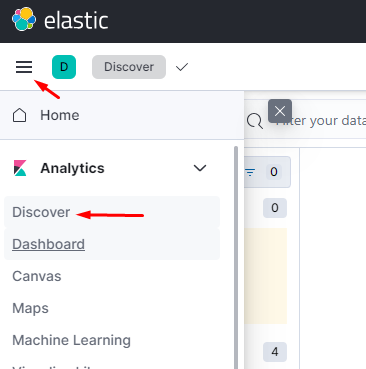 elastic
D Discover
Home
Filter your data
Analytics
0
Discover
0
Dashboard
Canvas
Maps
Machine Learning
4